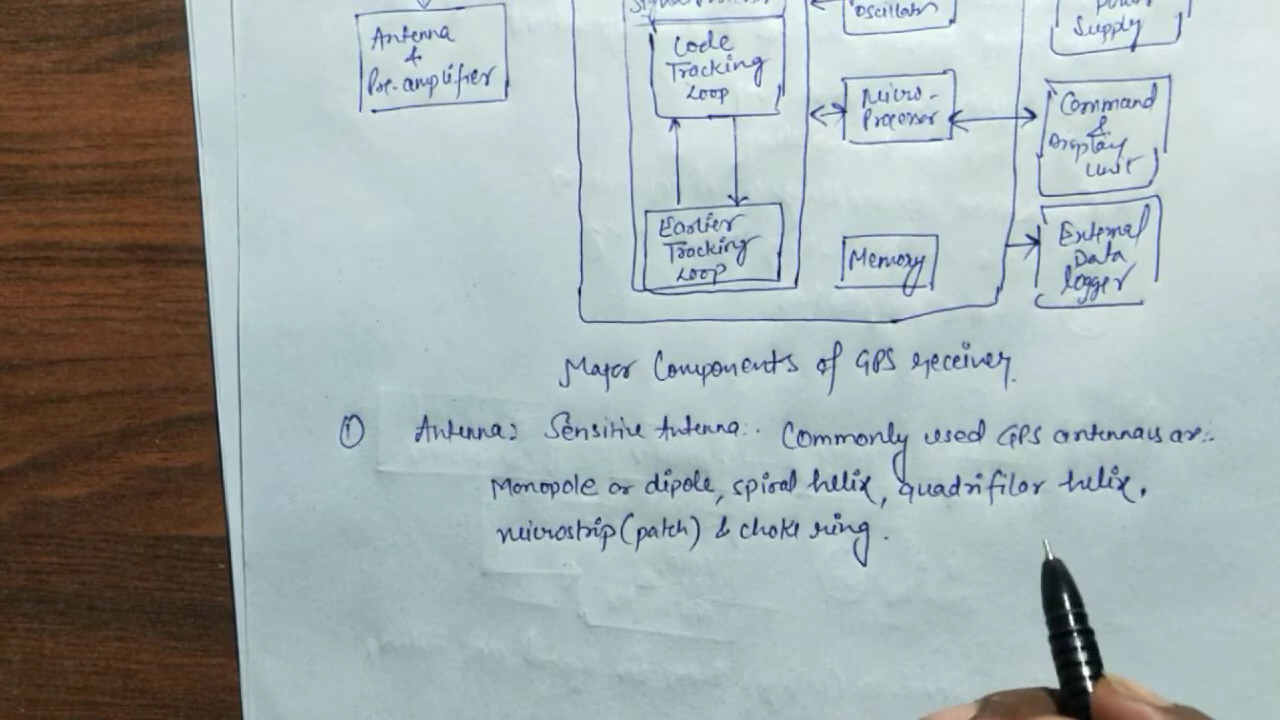 Oscillator
Power
Supply
Antenna
&
Pre-amplifier
Code
Tracking
Loop
Micro-
Processor
Command
&
Display
Unit
Earlier
Tracking
Loop
Memory
External
Data
logger
Major Components of GPS receiver.
① Antenna: Sensitive Antenna:. Commonly used GPS antennas are:.
Monopole or dipole, spiral helix, quadrifilar helix,
microstrip (patch) & choke ring.